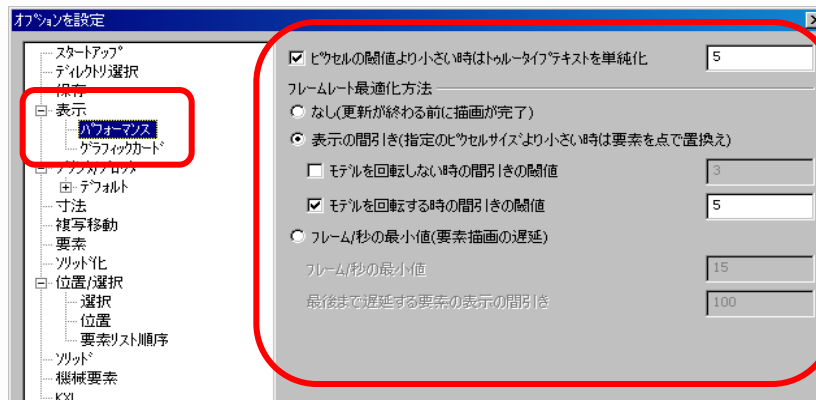 オプションを設定
スタートアップ
ディレクトリ選択
保存
表示
パフォーマンス
グラフィックカード
プリンタ/プロッタ
デフォルト
寸法
複写移動
要素
ソリッド化
位置/選択
選択
位置
要素リスト順序
ソリッド
機械要素
KXL
ピクセルの閾値より小さい時はトゥルータイプテキストを単純化 5
フレームレート最適化方法
なし(更新が終わる前に描画が完了)
表示の間引き(指定のピクセルサイズより小さい時は要素を点で置換え)
モデルを回転しない時の間引きの閾値 3
モデルを回転する時の間引きの閾値 5
フレーム/秒の最小値(要素描画の遅延)
フレーム/秒の最小値 15
最後まで遅延する要素の表示の間引き 100